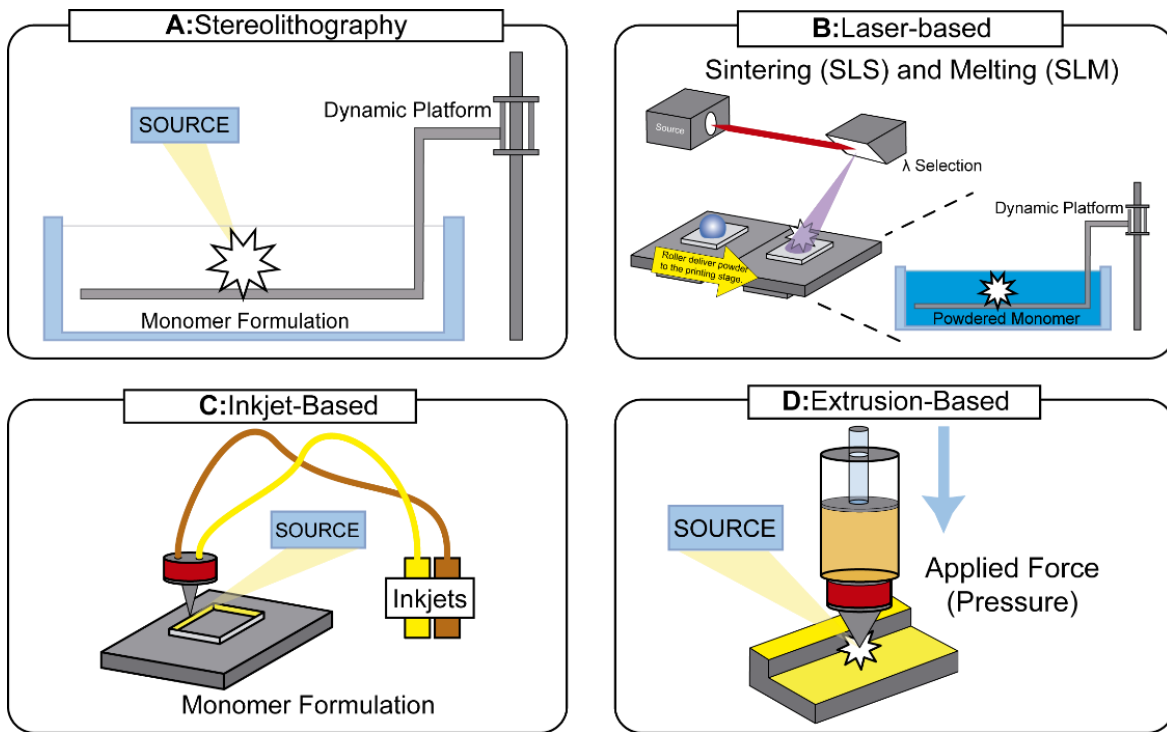 A:Stereolithography
SOURCE
Dynamic Platform
Monomer Formulation
B:Laser-based
Sintering (SLS) and Melting (SLM)
Source
λ Selection
Roller deliver powder
to the printing stage.
Dynamic Platform
Powdered Monomer
C:Inkjet-Based
SOURCE
Inkjets
Monomer Formulation
D:Extrusion-Based
SOURCE
Applied Force
(Pressure)